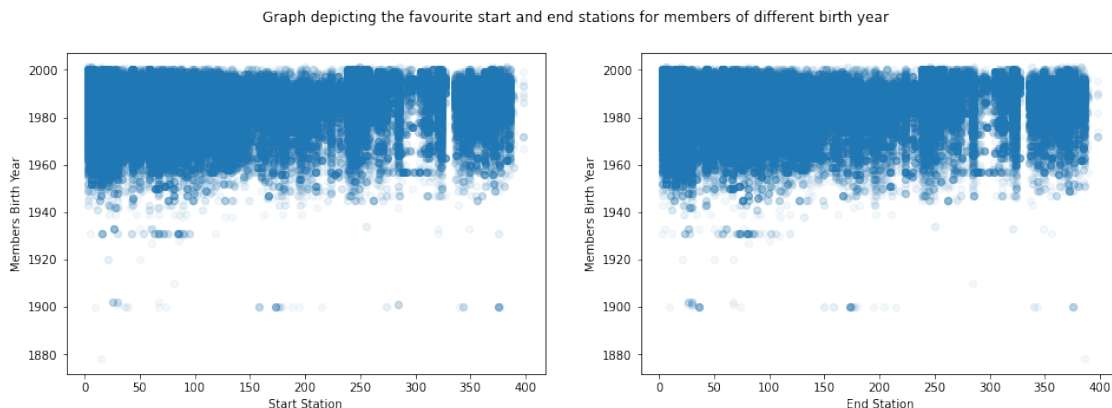 Graph depicting the favourite start and end stations for members of different birth year
Members Birth Year
2000
1980
1960
1940
1920
1900
1880
0 50 100 150 200 250 300 350 400
Start Station
Members Birth Year
2000
1980
1960
1940
1920
1900
1880
0 50 100 150 200 250 300 350 400
End Station